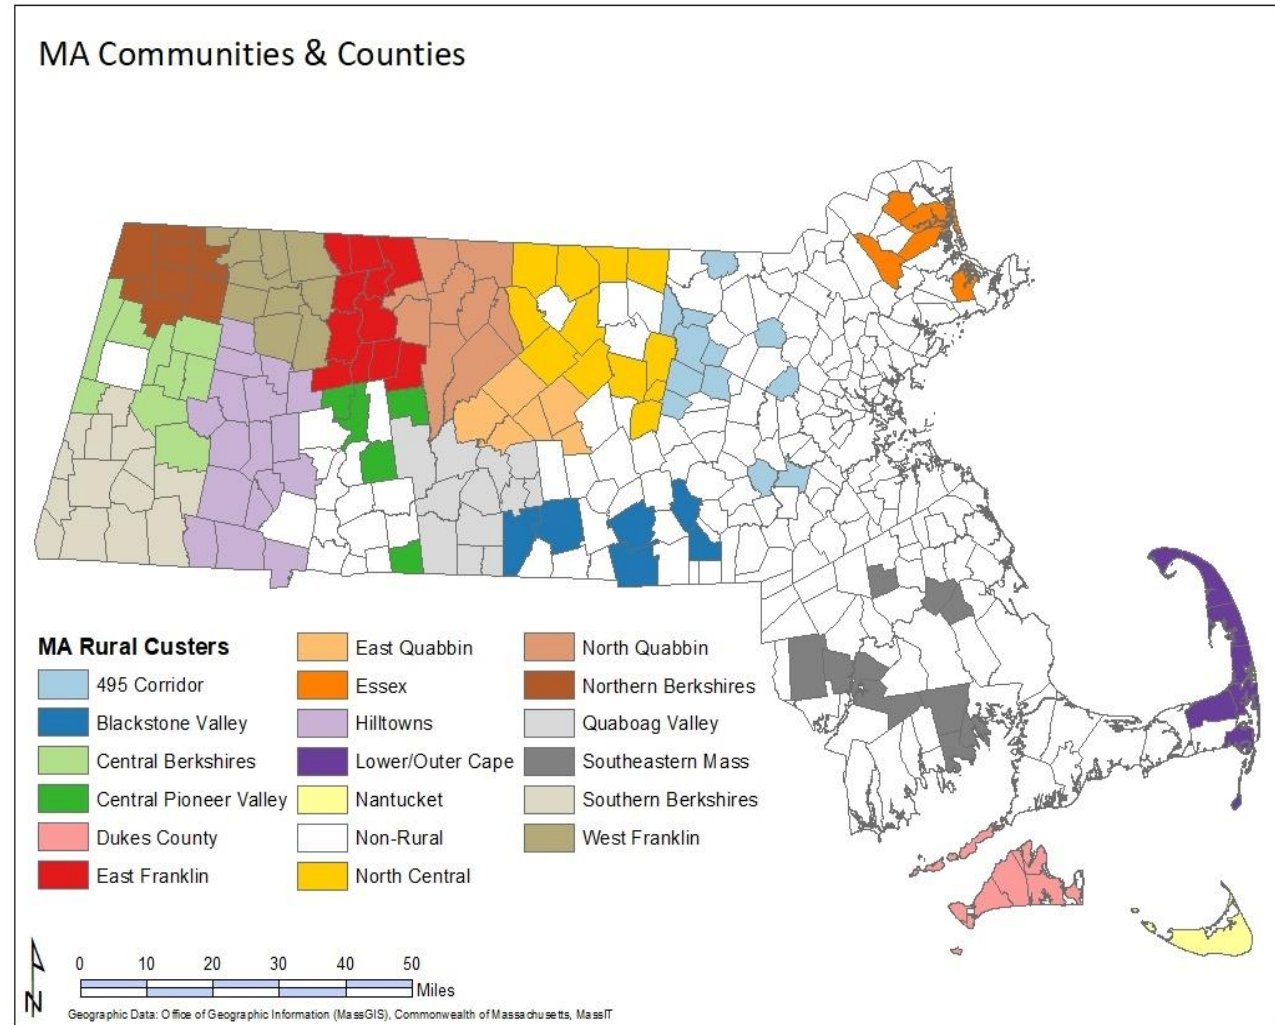 MA Communities & Counties
MA Rural Custers
495 Corridor
Blackstone Valley
Central Berkshires
Central Pioneer Valley
Dukes County
East Franklin
East Quabbin
Essex
Hilltowns
Lower/Outer Cape
Nantucket
Non-Rural
North Central
North Quabbin
Northern Berkshires
Quaboag Valley
Southeastern Mass
Southern Berkshires
West Franklin
N
0 10 20 30 40 50
Miles
Geographic Data: Office of Geographic Information (MassGIS), Commonwealth of Massachusetts, MassIT